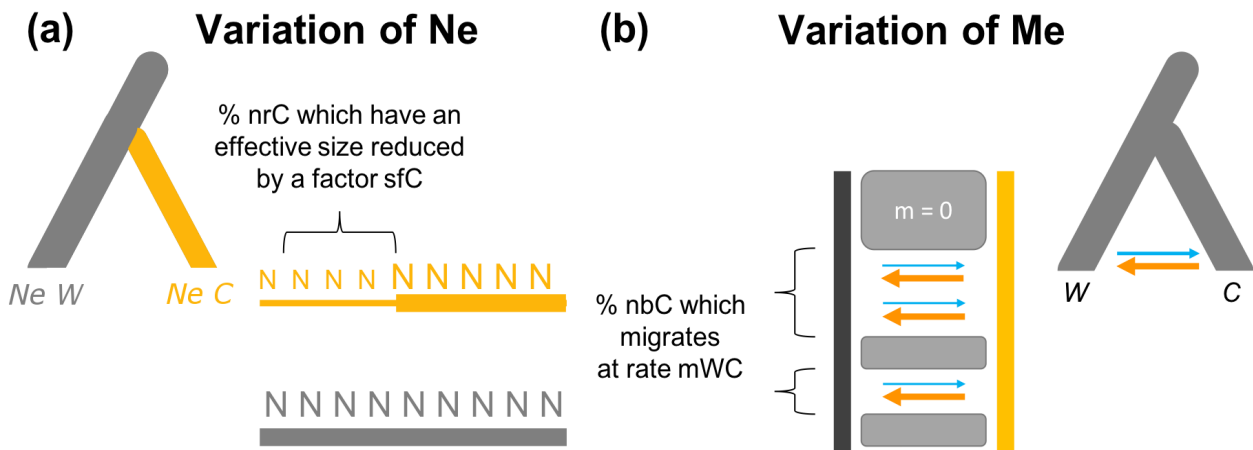 (a) Variation of Ne
% nrC which have an
effective size reduced
by a factor sfC
Ne W
Ne C
N N N N N N N N N
N N N N N N N N N
(b) Variation of Me
m = 0
% nbC which
migrates
at rate mWC
W
C